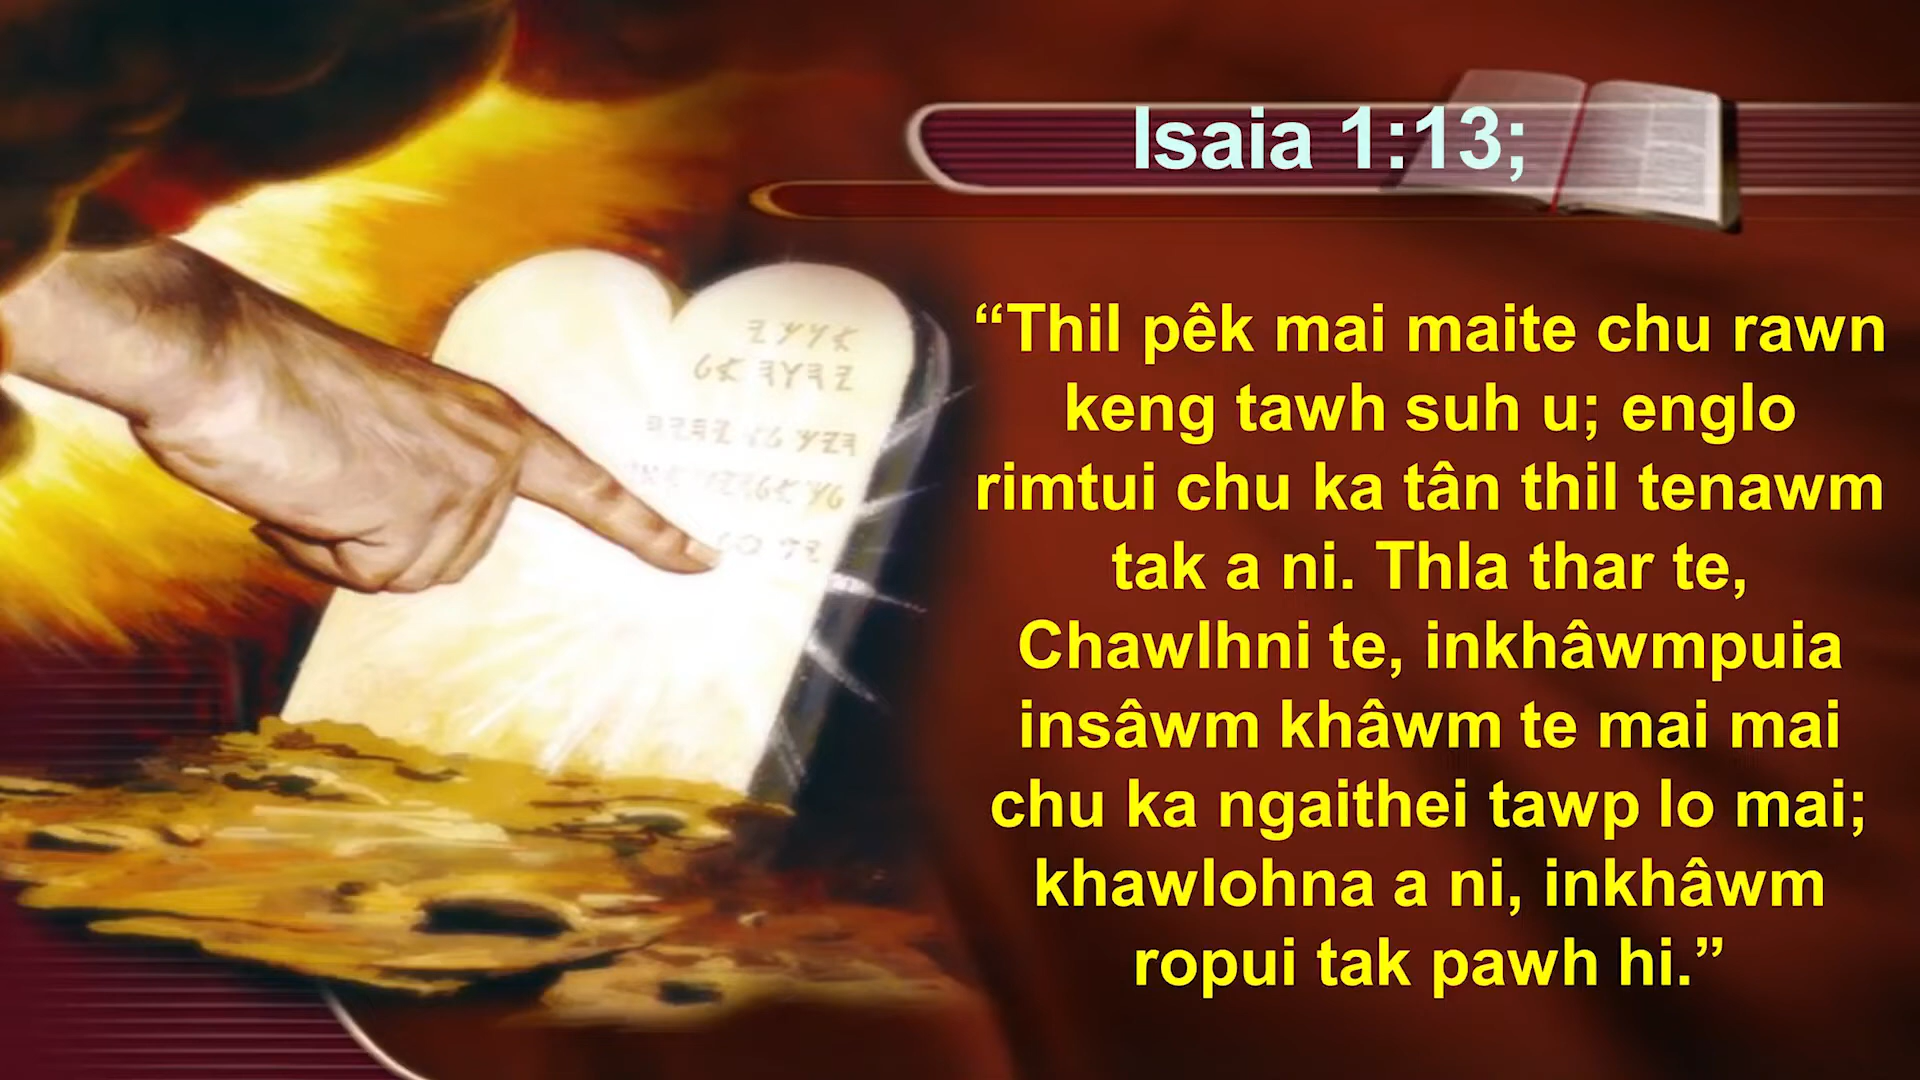 Isaia 1:13;
“Thil pêk mai maite chu rawn
keng tawh suh u; englo
rimtui chu ka tân thil tenawm
tak a ni. Thla thar te,
Chawlhni te, inkhâwmpuia
insâwm khâwm te mai mai
chu ka ngaithei tawp lo mai;
khawlohna a ni, inkhâwm
ropui tak pawh hi.”